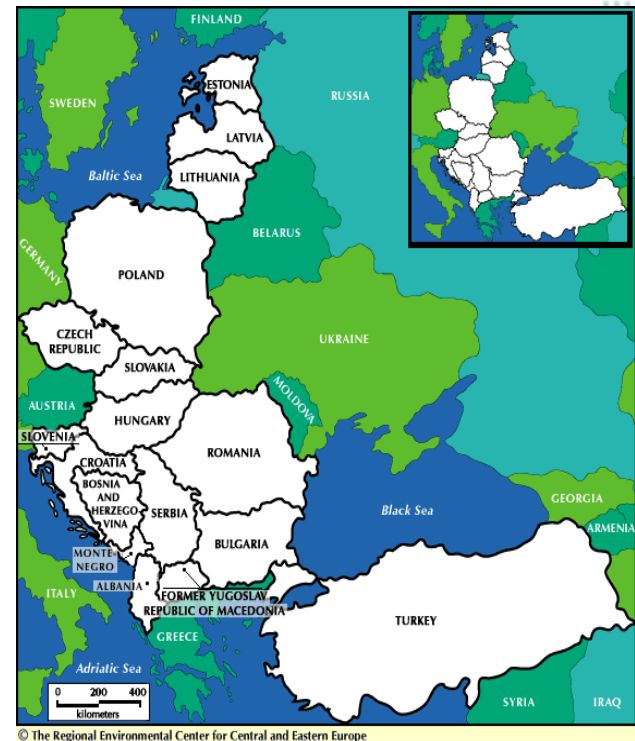 FINLAND
SWEDEN
ESTONIA
RUSSIA
LATVIA
Baltic Sea
LITHUANIA
BELARUS
GERMANY
POLAND
CZECH
REPUBLIC
UKRAINE
SLOVAKIA
AUSTRIA
MOLDOVA
HUNGARY
SLOVENIA
ROMANIA
CROATIA
BOSNIA
AND
HERZEGO-
VINA
SERBIA
GEORGIA
Black Sea
ARMENIA
BULGARIA
MONTE-
NEGRO
ALBANIA
ITALY
FORMER YUGOSLAV
REPUBLIC OF MACEDONIA
TURKEY
GREECE
Adriatic Sea
0 200 400
kilometers
SYRIA
IRAQ
© The Regional Environmental Center for Central and Eastern Europe